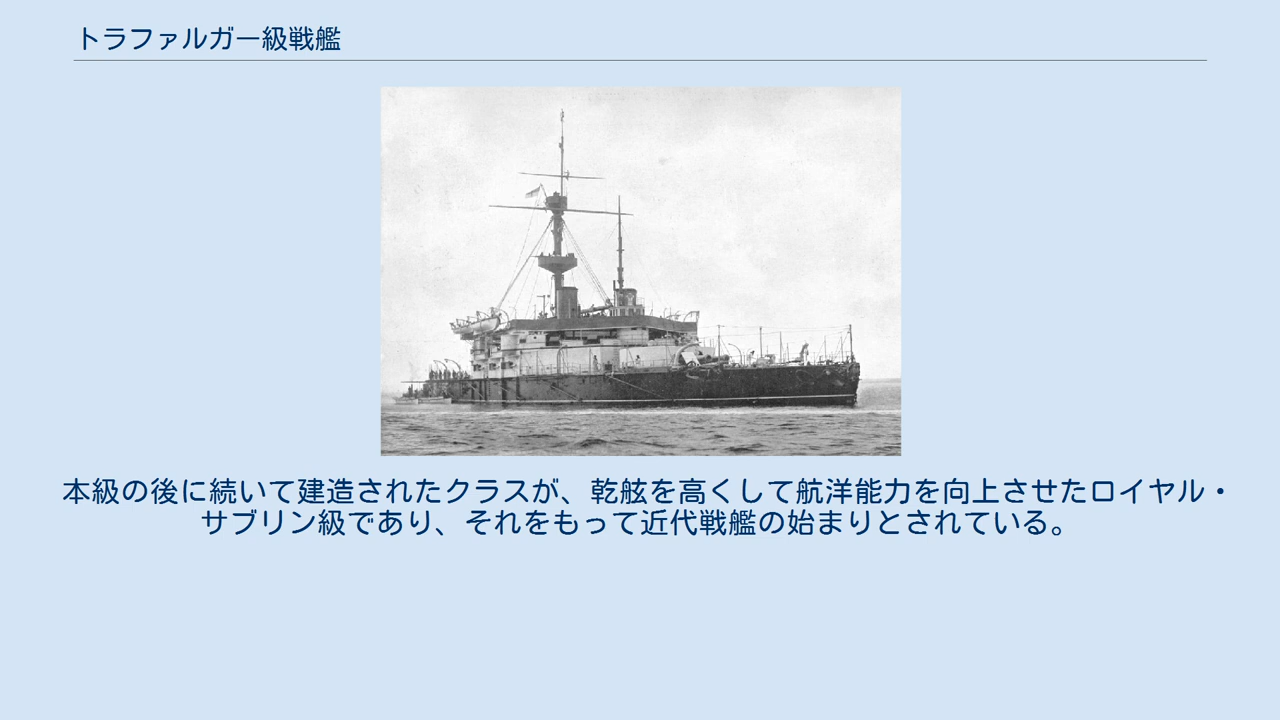 トラファルガー級戦艦
本級の後に続いて建造されたクラスが、乾舷を高くして航洋能力を向上させたロイヤル・
サブリン級であり、それをもって近代戦艦の始まりとされている。